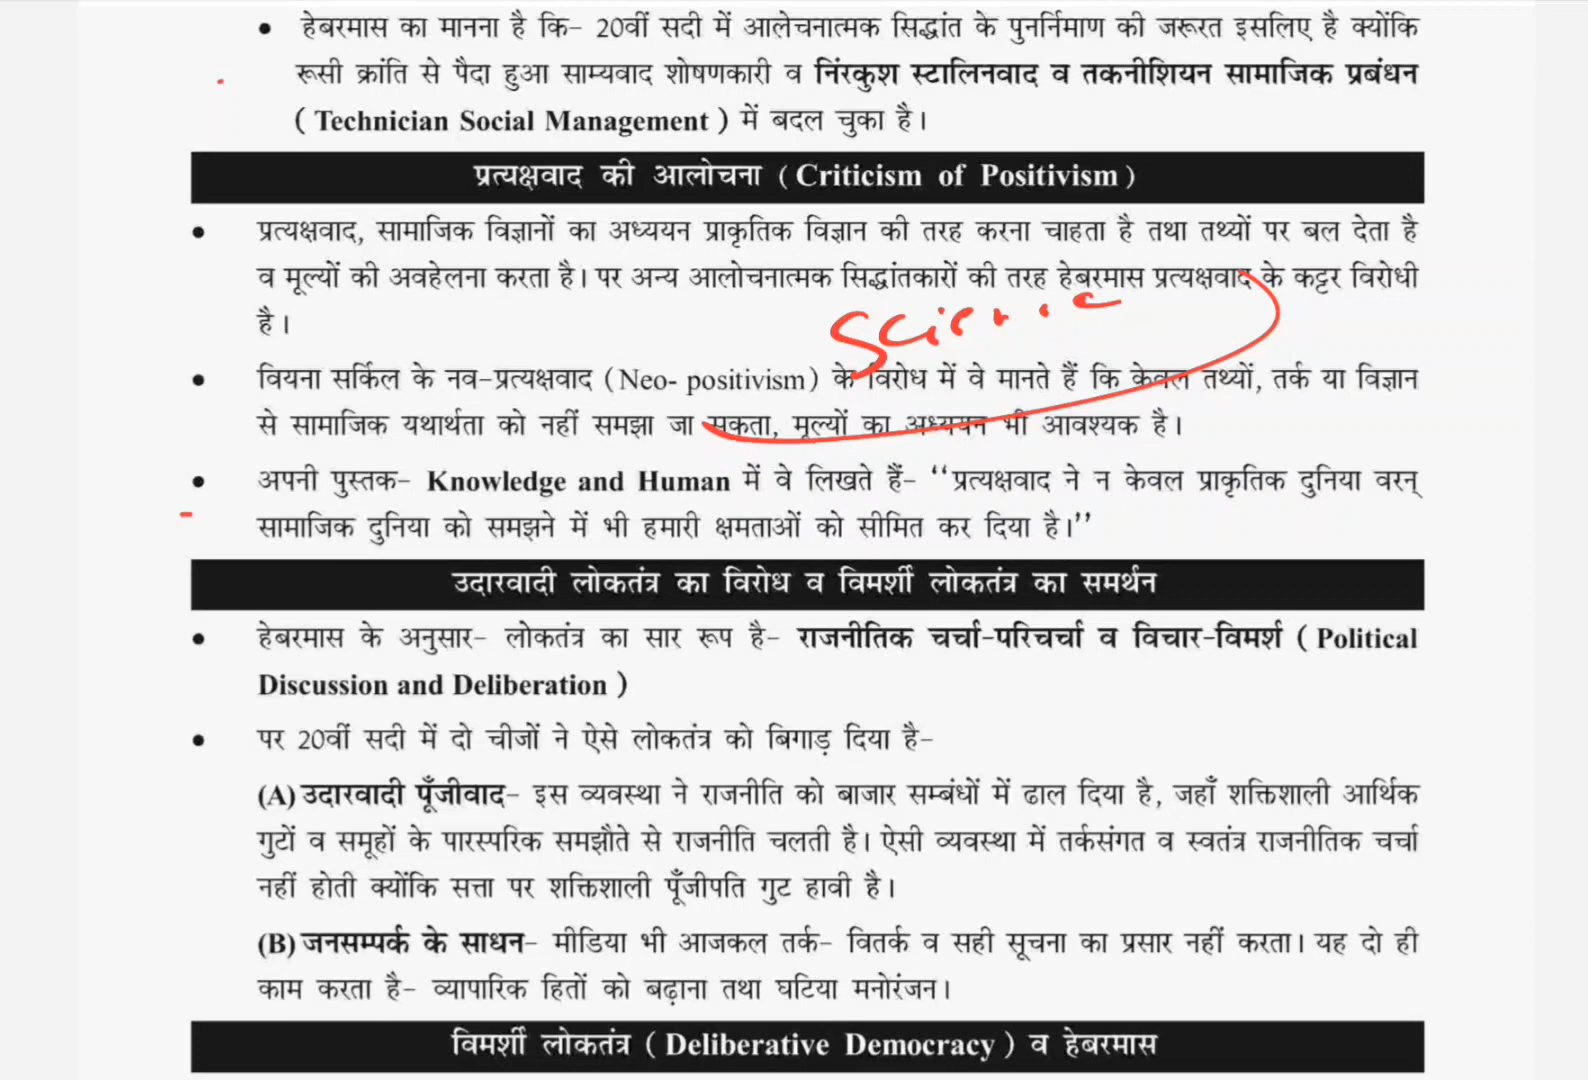 • हेबरमास का मानना है कि- 20वीं सदी में आलेचनात्मक सिद्धांत के पुनर्निमाण की जरूरत इसलिए है क्योंकि
रूसी क्रांति से पैदा हुआ साम्यवाद शोषणकारी व निंरकुश स्टालिनवाद व तकनीशियन सामाजिक प्रबंधन
( Technician Social Management ) में बदल चुका है।
प्रत्यक्षवाद की आलोचना ( Criticism of Positivism )
• प्रत्यक्षवाद, सामाजिक विज्ञानों का अध्ययन प्राकृतिक विज्ञान की तरह करना चाहता है तथा तथ्यों पर बल देता है
व मूल्यों की अवहेलना करता है। पर अन्य आलोचनात्मक सिद्धांतकारों की तरह हेबरमास प्रत्यक्षवाद के कट्टर विरोधी
है।
Science
• वियना सर्किल के नव-प्रत्यक्षवाद (Neo- positivism) के विरोध में वे मानते हैं कि केवल तथ्यों, तर्क या विज्ञान
से सामाजिक यथार्थता को नहीं समझा जा सकता, मूल्यों का अध्ययन भी आवश्यक है।
• अपनी पुस्तक- Knowledge and Human में वे लिखते हैं- ‘‘प्रत्यक्षवाद ने न केवल प्राकृतिक दुनिया वरन्
सामाजिक दुनिया को समझने में भी हमारी क्षमताओं को सीमित कर दिया है।’’
उदारवादी लोकतंत्र का विरोध व विमर्शी लोकतंत्र का समर्थन
• हेबरमास के अनुसार- लोकतंत्र का सार रूप है- राजनीतिक चर्चा-परिचर्चा व विचार-विमर्श ( Political
Discussion and Deliberation )
• पर 20वीं सदी में दो चीजों ने ऐसे लोकतंत्र को बिगाड़ दिया है-
(A) उदारवादी पूँजीवाद- इस व्यवस्था ने राजनीति को बाजार सम्बंधों में ढाल दिया है, जहाँ शक्तिशाली आर्थिक
गुटों व समूहों के पारस्परिक समझौते से राजनीति चलती है। ऐसी व्यवस्था में तर्कसंगत व स्वतंत्र राजनीतिक चर्चा
नहीं होती क्योंकि सत्ता पर शक्तिशाली पूँजीपति गुट हावी है।
(B) जनसम्पर्क के साधन- मीडिया भी आजकल तर्क- वितर्क व सही सूचना का प्रसार नहीं करता। यह दो ही
काम करता है- व्यापारिक हितों को बढ़ाना तथा घटिया मनोरंजन।
विमर्शी लोकतंत्र ( Deliberative Democracy ) व हेबरमास